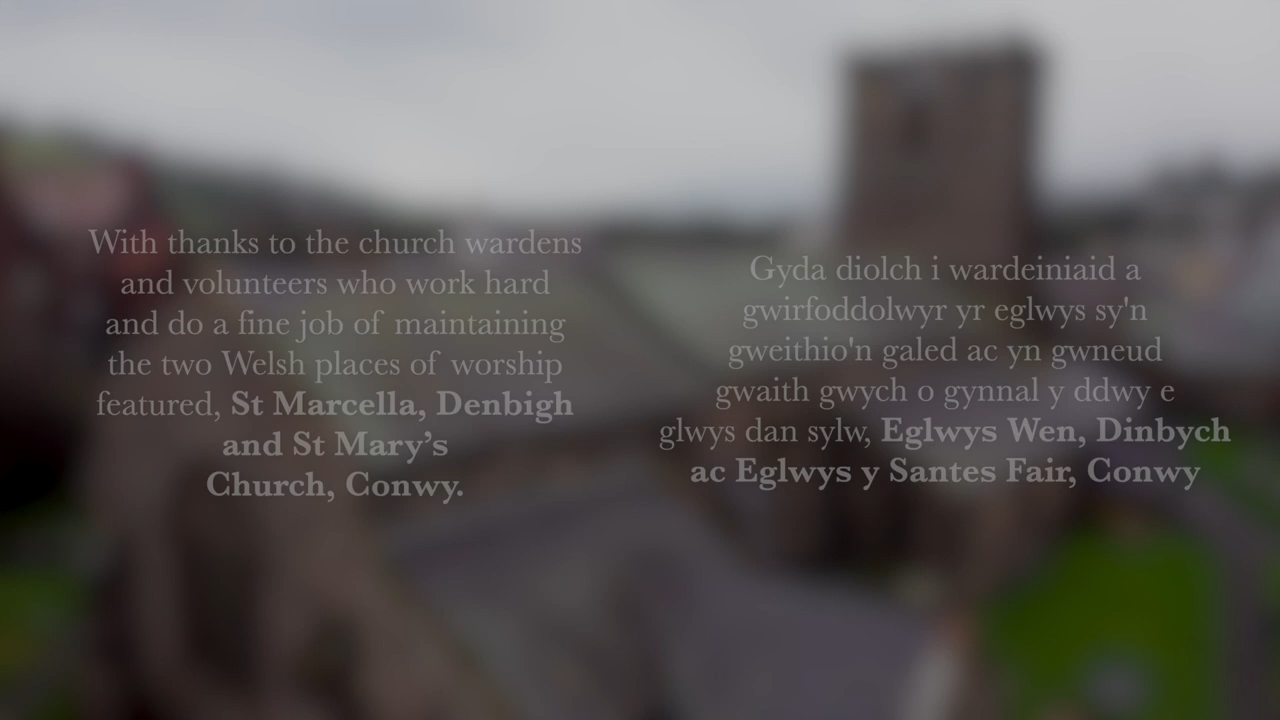 With thanks to the church wardens
and volunteers who work hard
and do a fine job of maintaining
the two Welsh places of worship
featured, St Marcella, Denbigh
and St Mary’s
Church, Conwy.
Gyda diolch i wardeiniaid a
gwirfoddolwyr yr eglwys sy'n
gweithio'n galed ac yn gwneud
gwaith gwych o gynnal y ddwy e
glwys dan sylw, Eglwys Wen, Dinbych
ac Eglwys y Santes Fair, Conwy